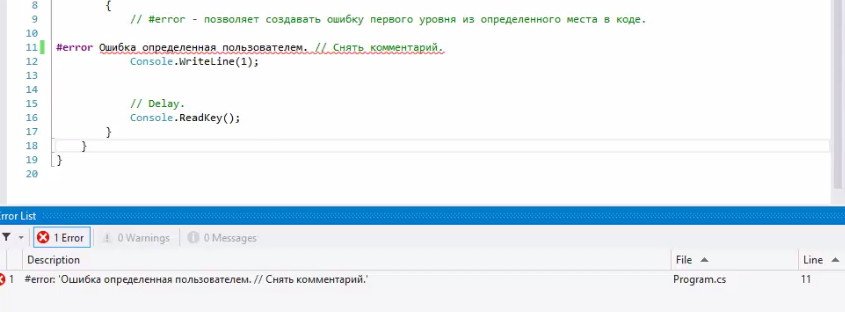 8 {
9 // #error - позволяет создавать ошибку первого уровня из определенного места в коде.
10
11 #error Ошибка определенная пользователем. // Снять комментарий.
12 Console.WriteLine(1);
13
14
15 // Delay.
16 Console.ReadKey();
17 }
18 }
19 }
20
Error List
1 Error 0 Warnings 0 Messages
Description File Line
1 #error: 'Ошибка определенная пользователем. // Снять комментарий.' Program.cs 11